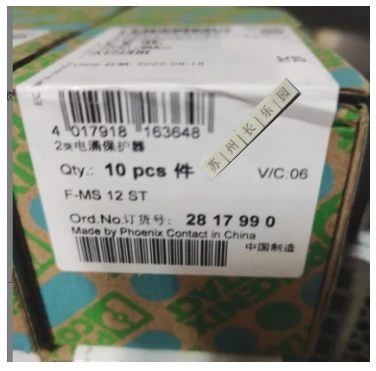 4 017918 163648
2类电涌保护器
Qty.: 10 pcs 件
V/C:06
F-MS 12 ST
Ord.No.订货号: 28 17 99 0
Made by Phoenix Contact in China
中国制造
苏州长乐园